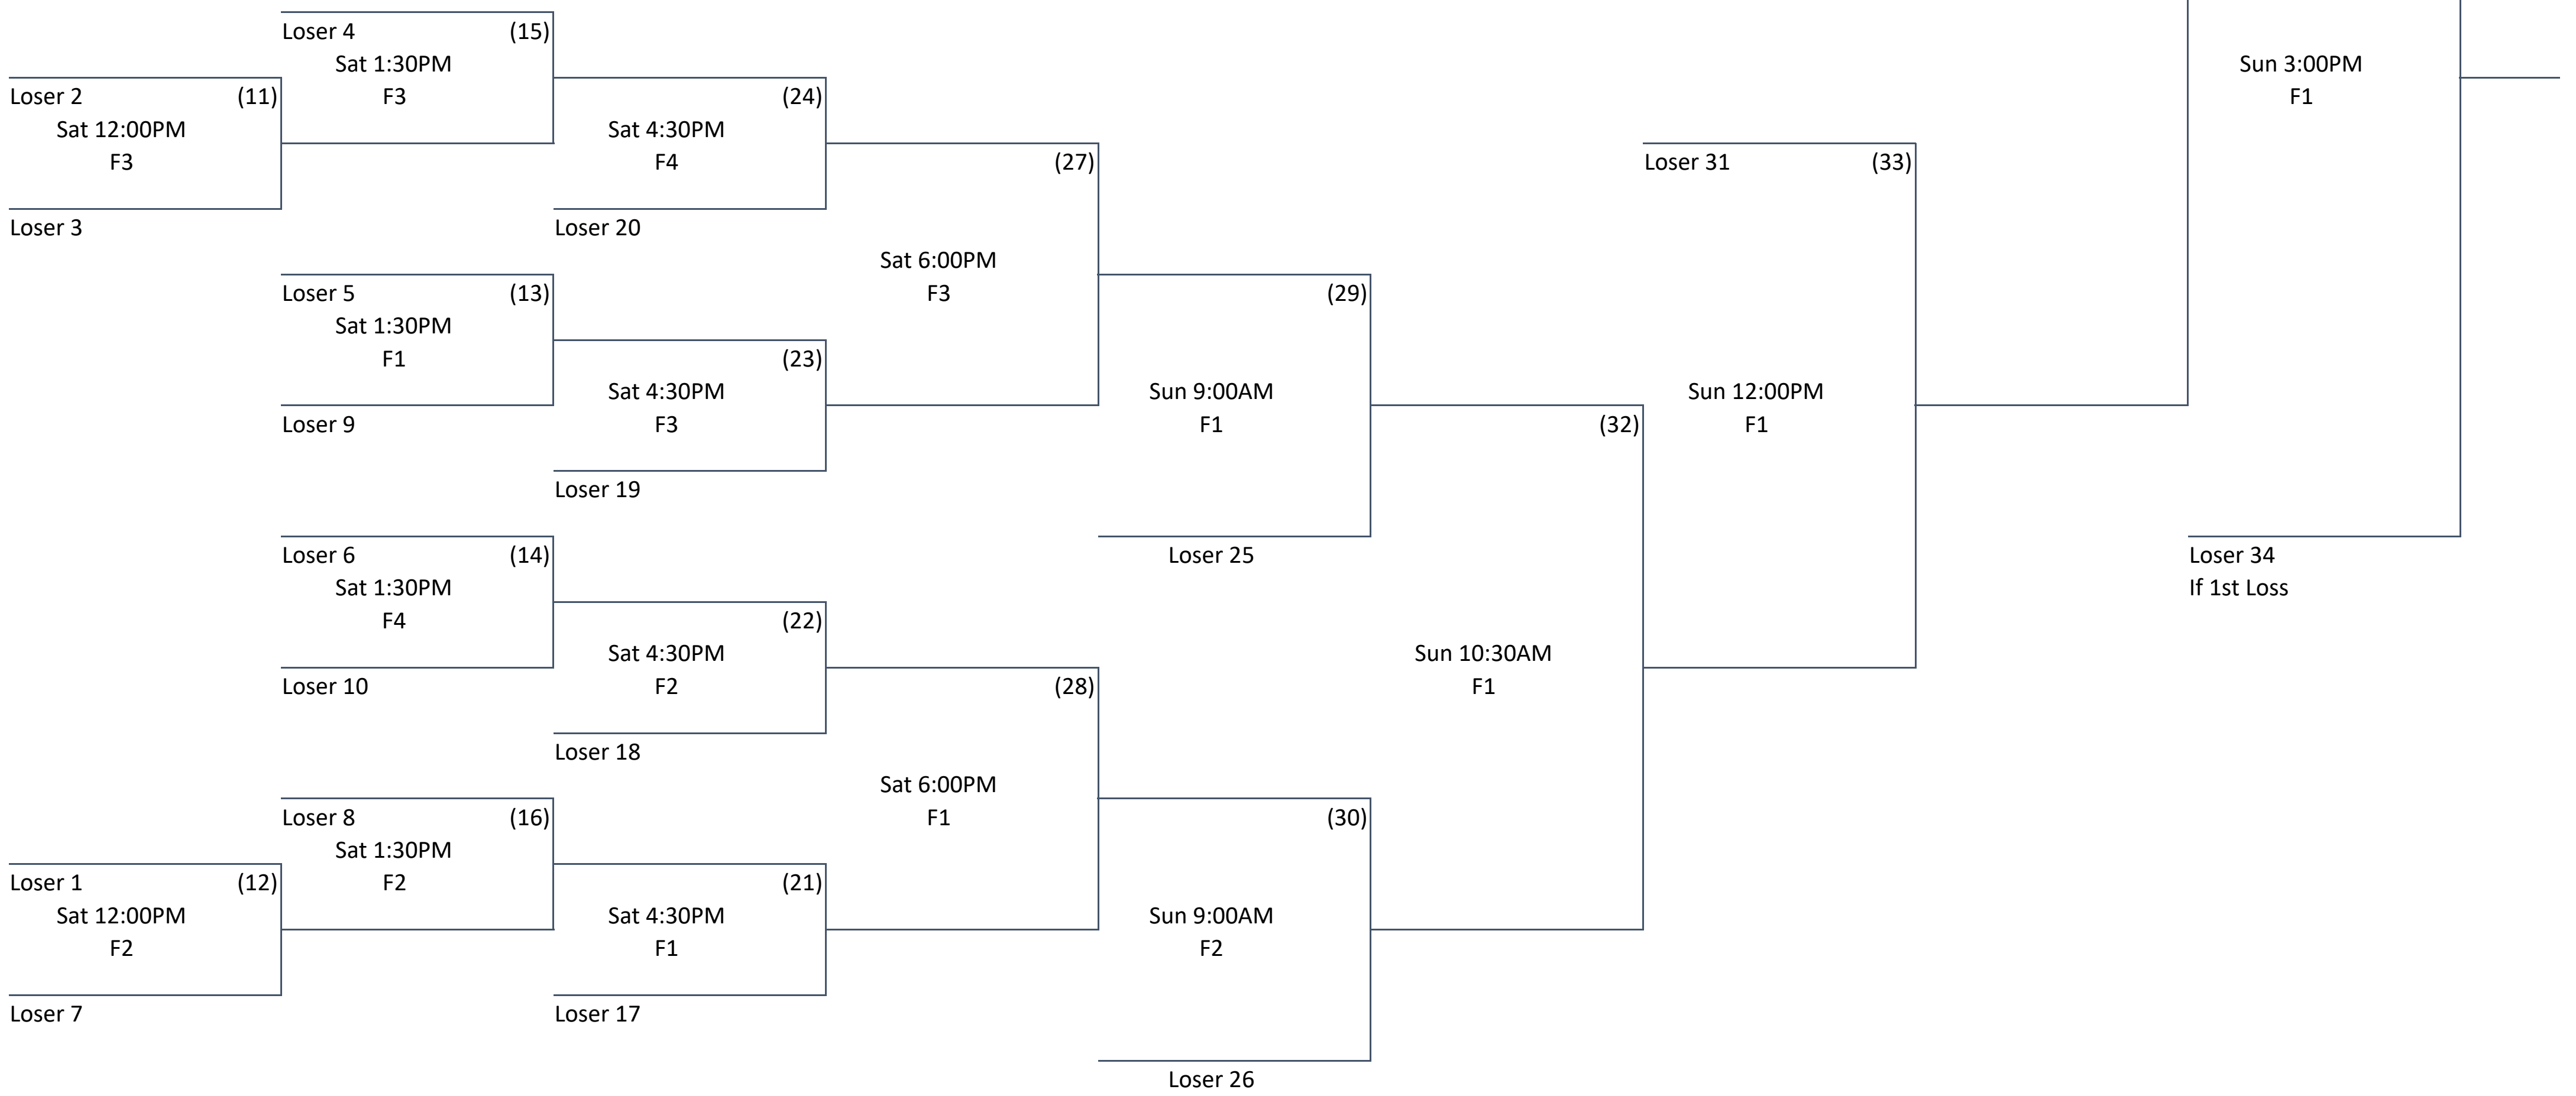 Loser 4 (15)
Sat 1:30PM
F3
Loser 2 (11)
Sat 12:00PM
F3
Loser 3
(24)
Sat 4:30PM
F4
Loser 20
(27)
Sat 6:00PM
F3
Loser 5 (13)
Sat 1:30PM
F1
Loser 9
(23)
Sat 4:30PM
F3
Loser 19
(29)
Sun 9:00AM
F1
Loser 25
Loser 6 (14)
Sat 1:30PM
F4
Loser 10
(22)
Sat 4:30PM
F2
Loser 18
(28)
Sat 6:00PM
F1
Loser 8 (16)
Sat 1:30PM
F2
Loser 1 (12)
Sat 12:00PM
F2
Loser 7
(21)
Sat 4:30PM
F1
Loser 17
(30)
Sun 9:00AM
F2
Loser 26
(32)
Sun 10:30AM
F1
Loser 31 (33)
Sun 12:00PM
F1
Sun 3:00PM
F1
Loser 34
If 1st Loss